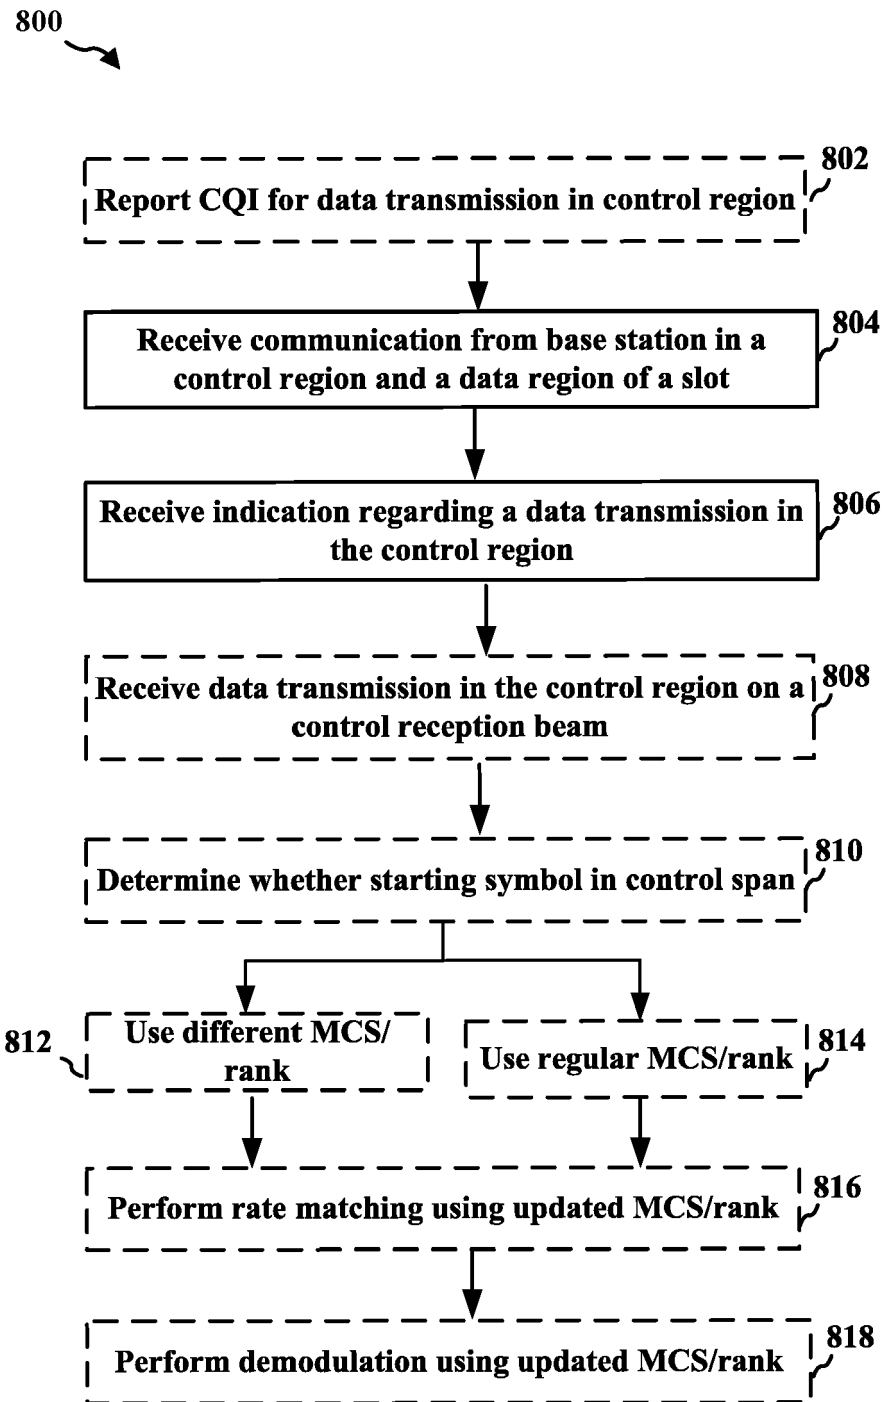 800
802
Report CQI for data transmission in control region
804
Receive communication from base station in a
control region and a data region of a slot
806
Receive indication regarding a data transmission in
the control region
808
Receive data transmission in the control region on a
control reception beam
810
Determine whether starting symbol in control span
812
Use different MCS/
rank
814
Use regular MCS/rank
816
Perform rate matching using updated MCS/rank
818
Perform demodulation using updated MCS/rank